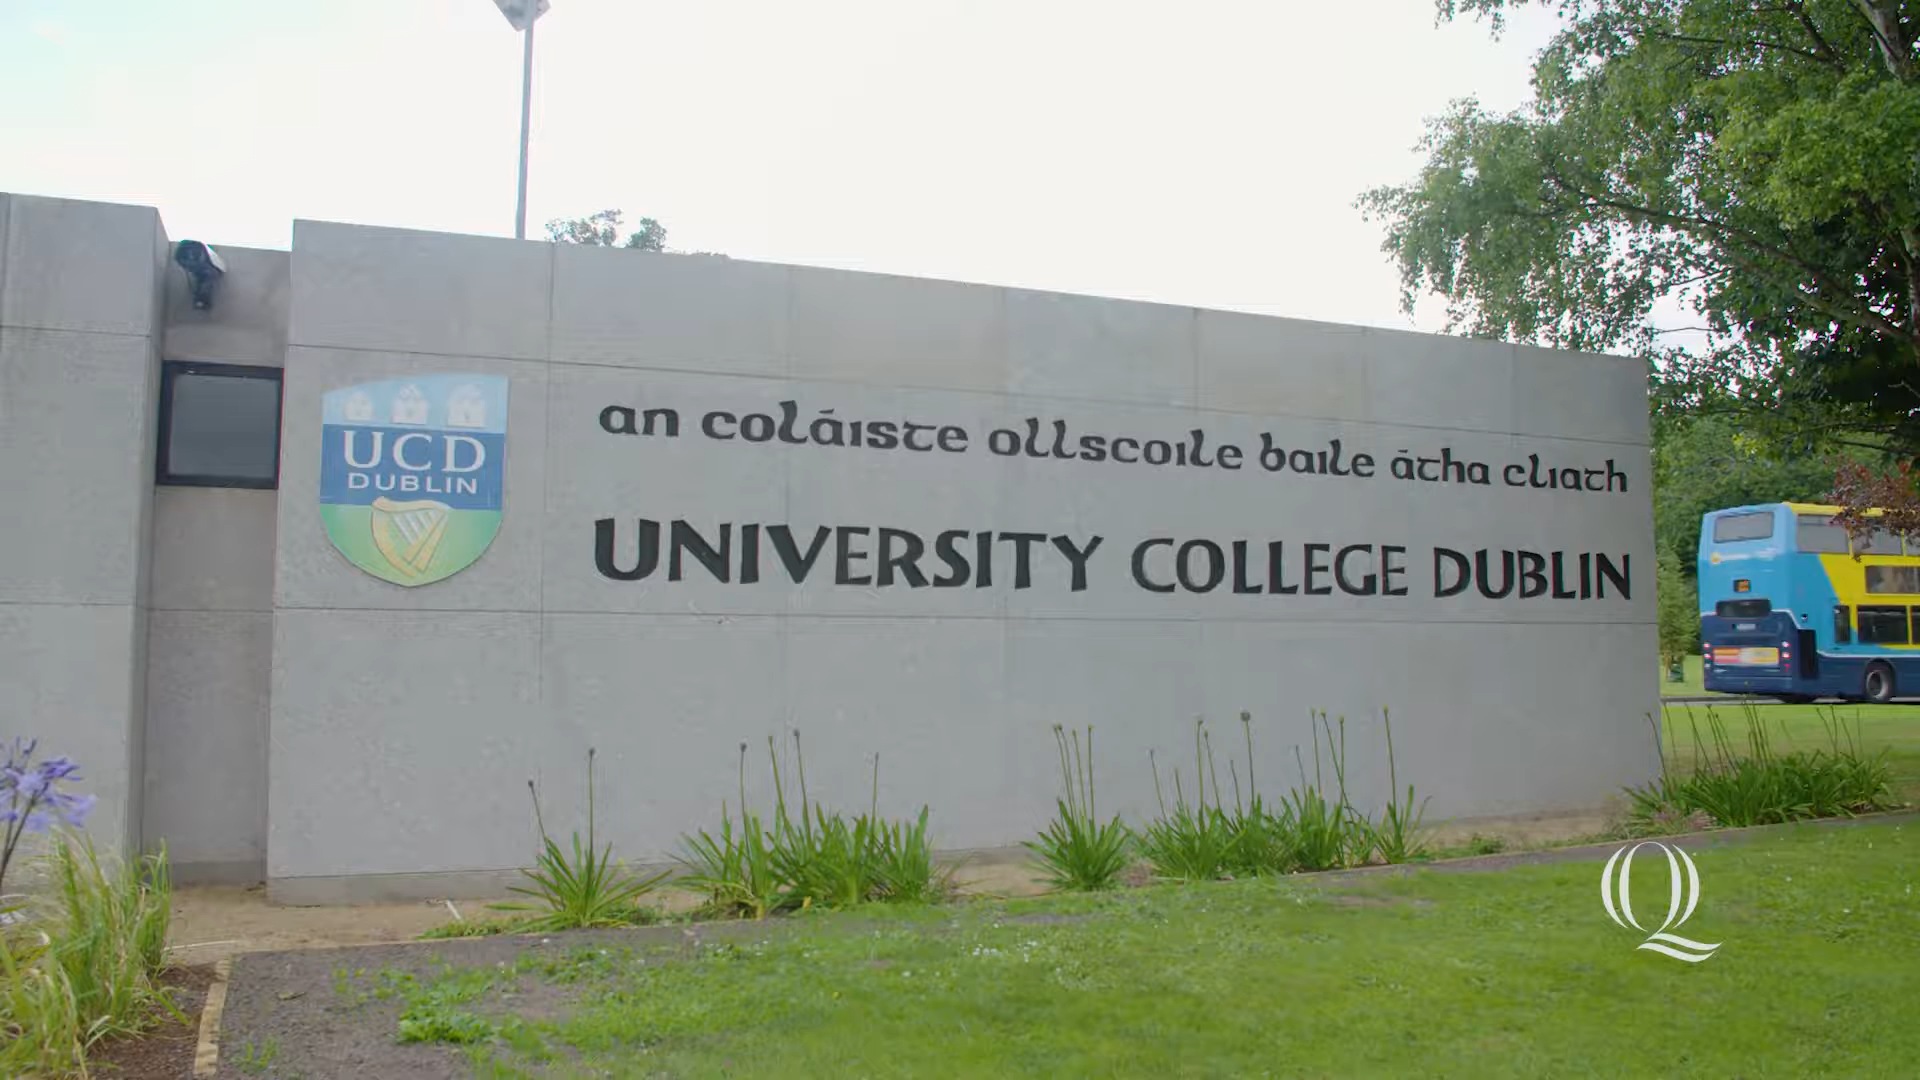 UCD
DUBLIN
an coláiste ollscoile baile átha cliath
UNIVERSITY COLLEGE DUBLIN
Q